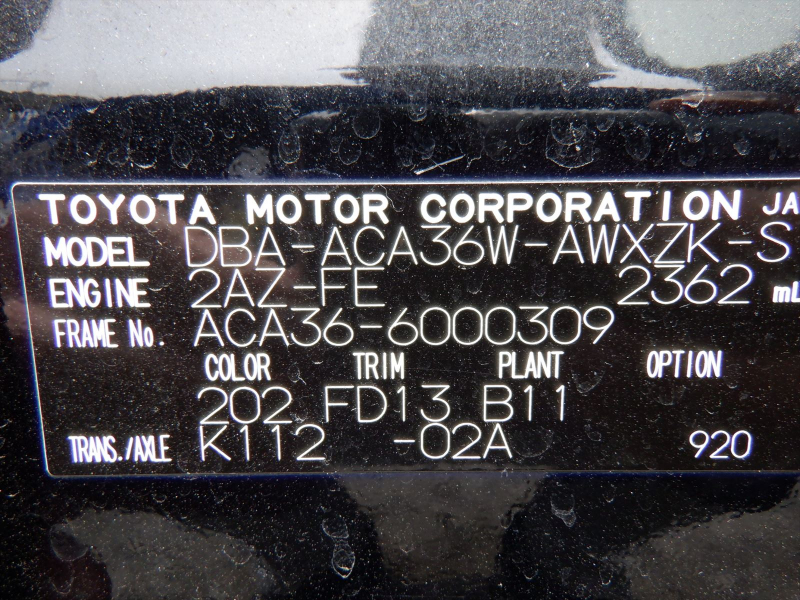 TOYOTA MOTOR CORPORATION JA
MODEL DBA-ACA36W-AWXZK-S
ENGINE 2AZ-FE 2362 mL
FRAME No. ACA36-6000309
COLOR TRIM PLANT OPTION
202 FD13 B11
TRANS./AXLE K112 -02A 920